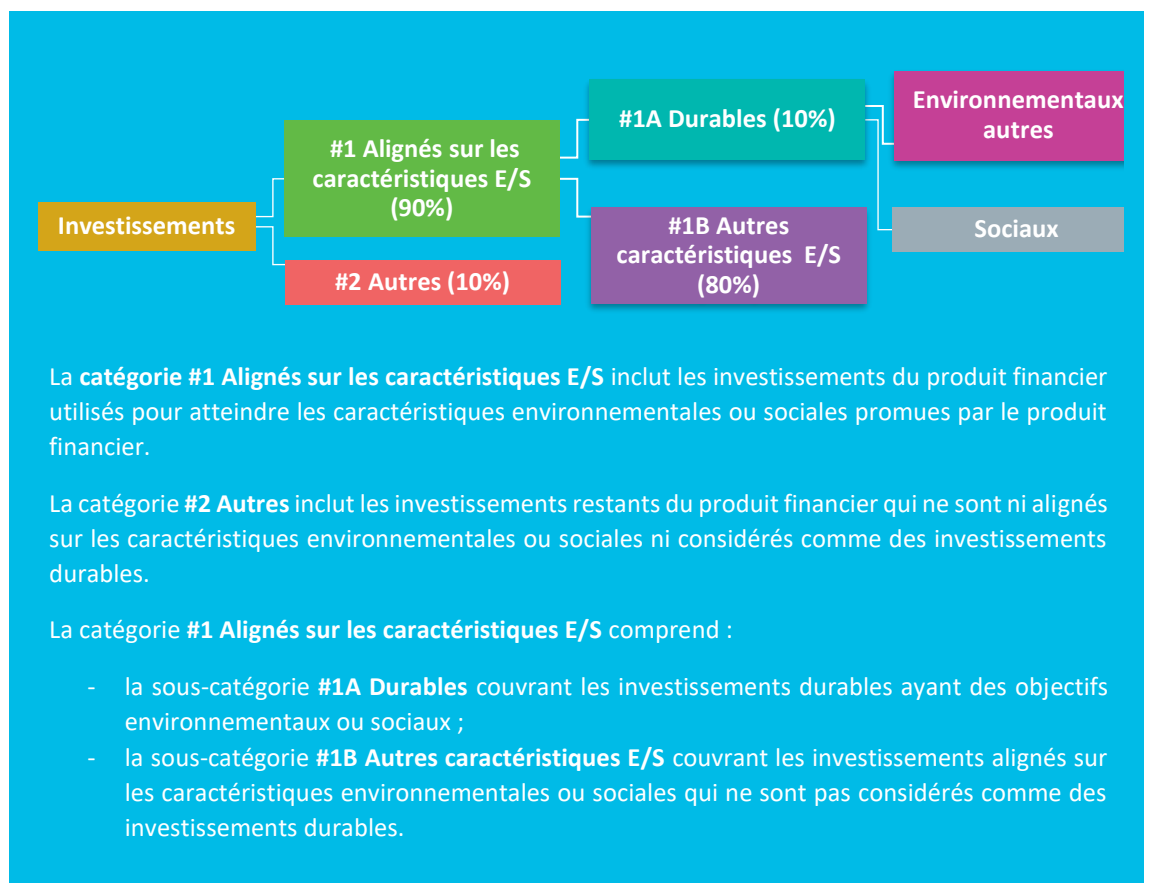 Investissements
#1 Alignés sur les
caractéristiques E/S
(90%)
#2 Autres (10%)
#1A Durables (10%)
#1B Autres
caractéristiques E/S
(80%)
Environnementaux
autres
Sociaux
La catégorie #1 Alignés sur les caractéristiques E/S inclut les investissements du produit financier
utilisés pour atteindre les caractéristiques environnementales ou sociales promues par le produit
financier.
La catégorie #2 Autres inclut les investissements restants du produit financier qui ne sont ni alignés
sur les caractéristiques environnementales ou sociales ni considérés comme des investissements
durables.
La catégorie #1 Alignés sur les caractéristiques E/S comprend :
- la sous-catégorie #1A Durables couvrant les investissements durables ayant des objectifs
environnementaux ou sociaux ;
- la sous-catégorie #1B Autres caractéristiques E/S couvrant les investissements alignés sur
les caractéristiques environnementales ou sociales qui ne sont pas considérés comme des
investissements durables.